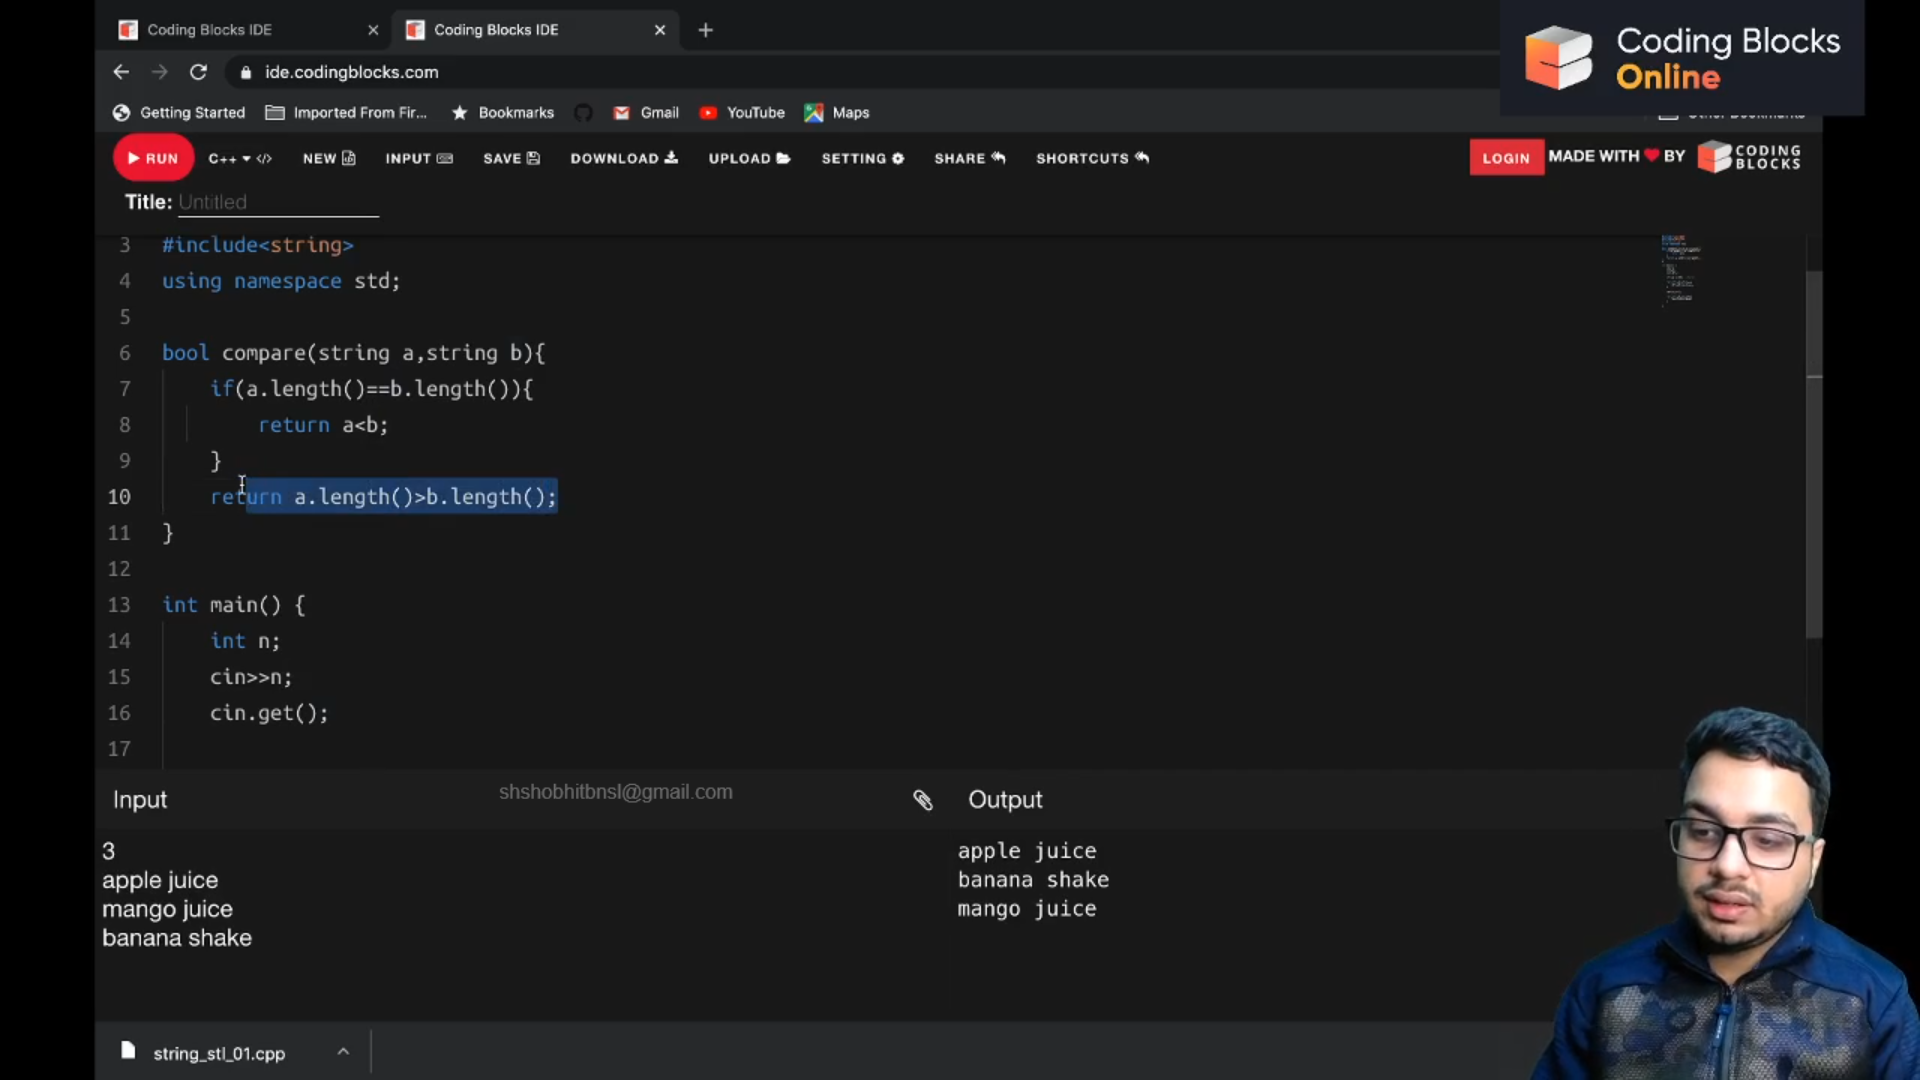 Coding Blocks IDE
Coding Blocks IDE
Coding Blocks
Online
ide.codingblocks.com
Getting Started
Imported From Fir...
Bookmarks
Gmail
YouTube
Maps
RUN
C++
NEW
INPUT
SAVE
DOWNLOAD
UPLOAD
SETTING
SHARE
SHORTCUTS
LOGIN
MADE WITH BY
CODING
BLOCKS
Title: Untitled
3 #include<string>
4 using namespace std;
5
6 bool compare(string a,string b){
7 if(a.length()==b.length()){
8 return a<b;
9 }
10 return a.length()>b.length();
11 }
12
13 int main() {
14 int n;
15 cin>>n;
16 cin.get();
17
Input
shshobhitbnsl@gmail.com
Output
3
apple juice
mango juice
banana shake
apple juice
banana shake
mango juice
string_stl_01.cpp